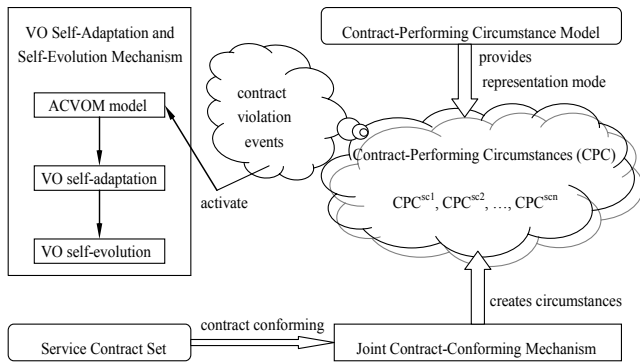 VO Self-Adaptation and
Self-Evolution Mechanism
ACVOM model
VO self-adaptation
VO self-evolution
contract
violation
events
activate
Contract-Performing Circumstance Model
provides
representation mode
Contract-Performing Circumstances (CPC)
CPC^sc1, CPC^sc2, …, CPC^scn
creates circumstances
Service Contract Set
contract conforming
Joint Contract-Conforming Mechanism